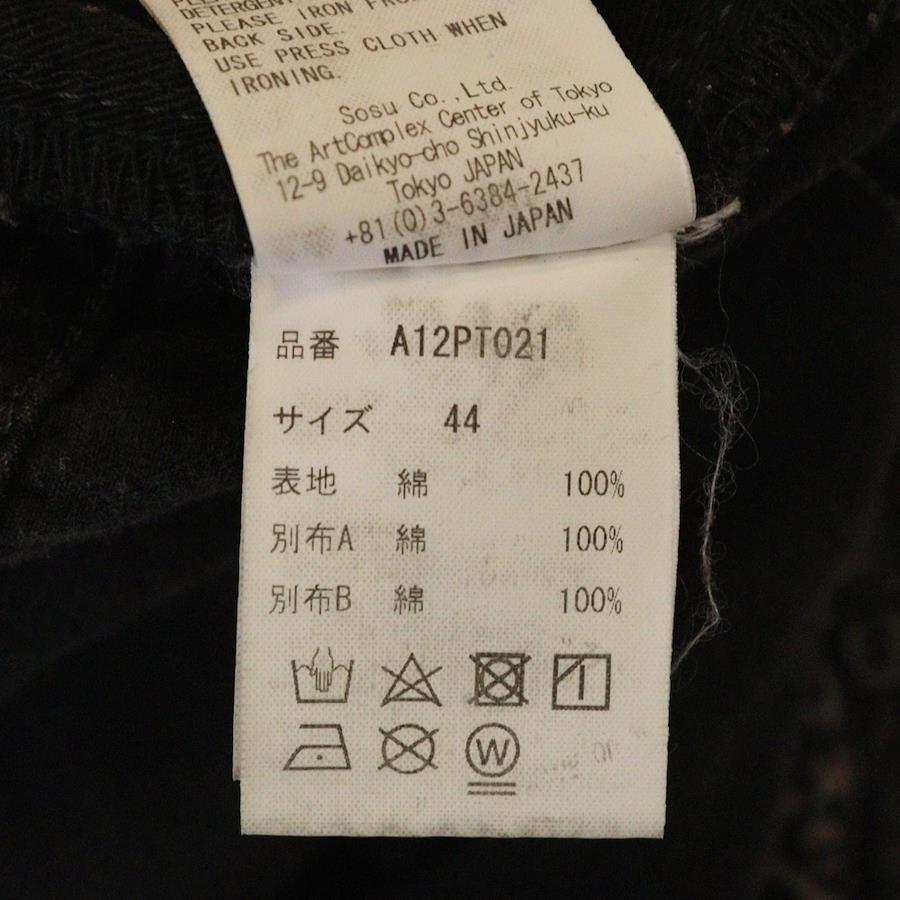 DETERGENT
PLEASE IRON FROM
BACK SIDE.
USE PRESS CLOTH WHEN
IRONING.
Sosu Co.,Ltd.
The ArtComplex Center of Tokyo
12-9 Daikyo-cho Shinjyuku-ku
Tokyo JAPAN
+81(0)3-6384-2437
MADE IN JAPAN
品番 A12PT021
サイズ 44
表地 綿 100%
別布A 綿 100%
別布B 綿 100%
W